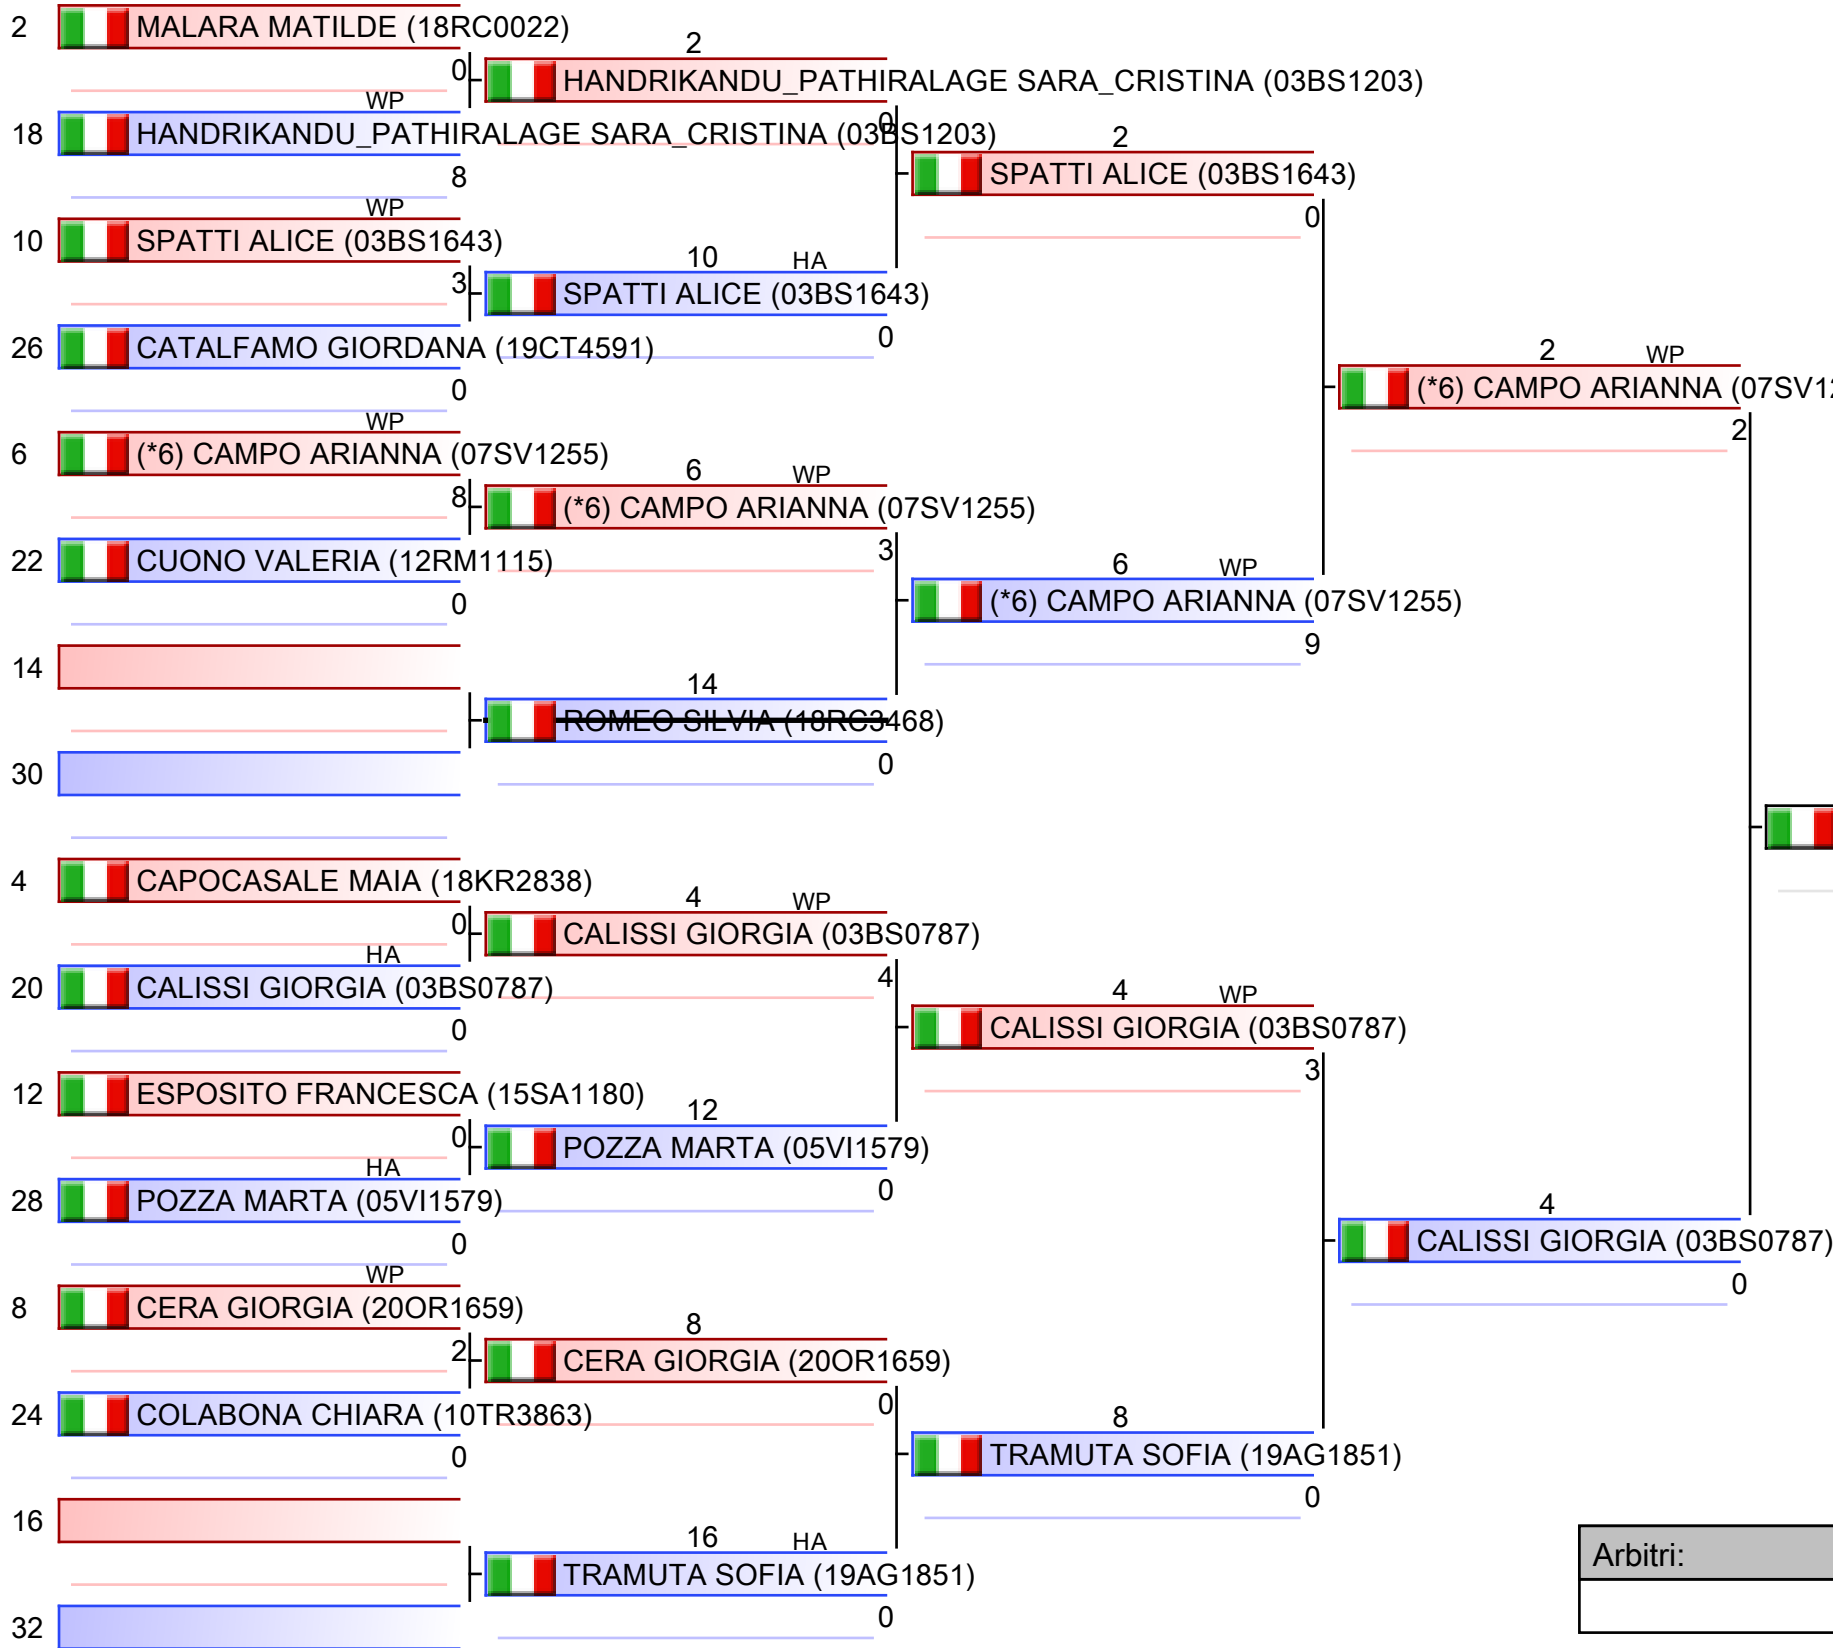 2 MALARA MATILDE (18RC0022)
0
WP
18 HANDRIKANDU_PATHIRALAGE SARA_CRISTINA (03BS1203)
8
WP
10 SPATTI ALICE (03BS1643)
3
26 CATALFAMO GIORDANA (19CT4591)
0
WP
6 (*6) CAMPO ARIANNA (07SV1255)
8
22 CUONO VALERIA (12RM1115)
0
14
30
4 CAPOCASALE MAIA (18KR2838)
0
HA
20 CALISSI GIORGIA (03BS0787)
0
12 ESPOSITO FRANCESCA (15SA1180)
0
HA
28 POZZA MARTA (05VI1579)
0
WP
8 CERA GIORGIA (20OR1659)
2
24 COLABONA CHIARA (10TR3863)
0
16
32
2
HANDRIKANDU_PATHIRALAGE SARA_CRISTINA (03BS1203)
0
10 HA
SPATTI ALICE (03BS1643)
0
6 WP
(*6) CAMPO ARIANNA (07SV1255)
3
14
ROMEO SILVIA (18RC3468)
0
4 WP
CALISSI GIORGIA (03BS0787)
4
12
POZZA MARTA (05VI1579)
0
8
CERA GIORGIA (20OR1659)
0
16 HA
TRAMUTA SOFIA (19AG1851)
0
2
SPATTI ALICE (03BS1643)
0
6 WP
(*6) CAMPO ARIANNA (07SV1255)
9
4 WP
CALISSI GIORGIA (03BS0787)
3
8
TRAMUTA SOFIA (19AG1851)
0
2 WP
(*6) CAMPO ARIANNA
2
4
CALISSI GIORGIA (03BS0787)
0
Arbitri: